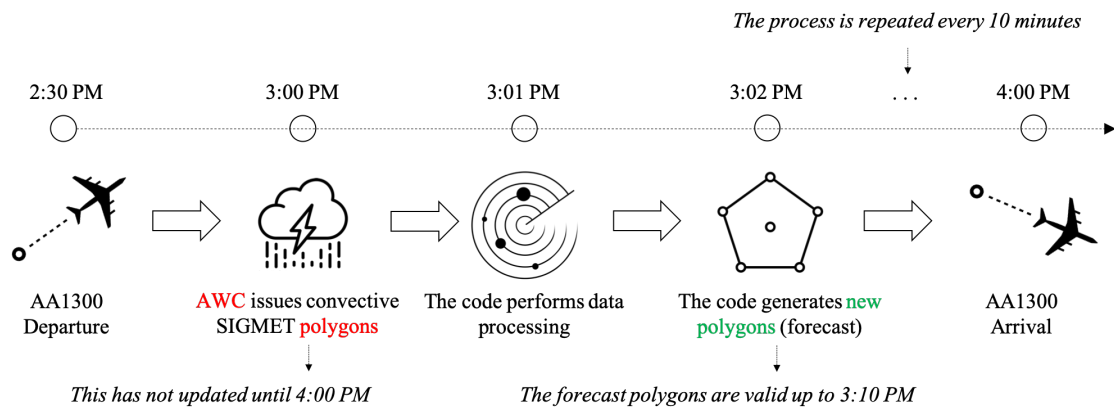 The process is repeated every 10 minutes
2:30 PM
3:00 PM
3:01 PM
3:02 PM
...
4:00 PM
AA1300
Departure
AWC issues convective
SIGMET polygons
The code performs data
processing
The code generates new
polygons (forecast)
AA1300
Arrival
This has not updated until 4:00 PM
The forecast polygons are valid up to 3:10 PM